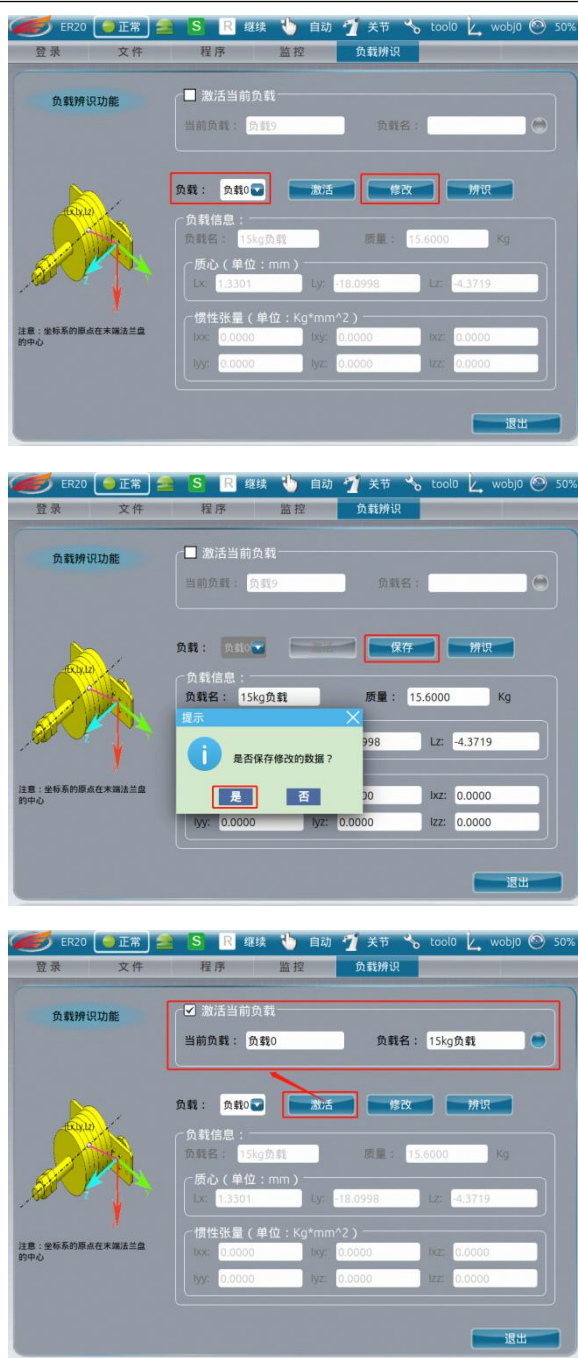 ER20 正常 S R 继续 自动 关节 tool0 wobj0 50%
登录 文件 程序 监控 负载辨识
负载辨识功能
激活当前负载
当前负载： 负载9 负载名：
负载： 负载0 激活 修改 辨识
负载信息：
负载名： 15kg负载 质量： 15.6000 Kg
质心（单位：mm）
Lx: 1.3301 Ly: -18.0998 Lz: -4.3719
惯性张量（单位：Kg*mm^2）
Ixx: 0.0000 Ixy: 0.0000 Ixz: 0.0000
Iyy: 0.0000 Iyz: 0.0000 Izz: 0.0000
(Lx,Ly,Lz)
Z X Y
注意：坐标系的原点在末端法兰盘
的中心
退出
ER20 正常 S R 继续 自动 关节 tool0 wobj0 50%
登录 文件 程序 监控 负载辨识
负载辨识功能
激活当前负载
当前负载： 负载9 负载名：
负载： 负载0 激活 保存 辨识
负载信息：
负载名： 15kg负载 质量： 15.6000 Kg
提示
是否保存修改的数据？
是 否
998 Lz: -4.3719
00 Ixz: 0.0000
Iyy: 0.0000 Iyz: 0.0000 Izz: 0.0000
(Lx,Ly,Lz)
Z X Y
注意：坐标系的原点在末端法兰盘
的中心
退出
ER20 正常 S R 继续 自动 关节 tool0 wobj0 50%
登录 文件 程序 监控 负载辨识
负载辨识功能
激活当前负载
当前负载： 负载0 负载名： 15kg负载
负载： 负载0 激活 修改 辨识
负载信息：
负载名： 15kg负载 质量： 15.6000 Kg
质心（单位：mm）
Lx: 1.3301 Ly: -18.0998 Lz: -4.3719
惯性张量（单位：Kg*mm^2）
Ixx: 0.0000 Ixy: 0.0000 Ixz: 0.0000
Iyy: 0.0000 Iyz: 0.0000 Izz: 0.0000
(Lx,Ly,Lz)
Z X Y
注意：坐标系的原点在末端法兰盘
的中心
退出